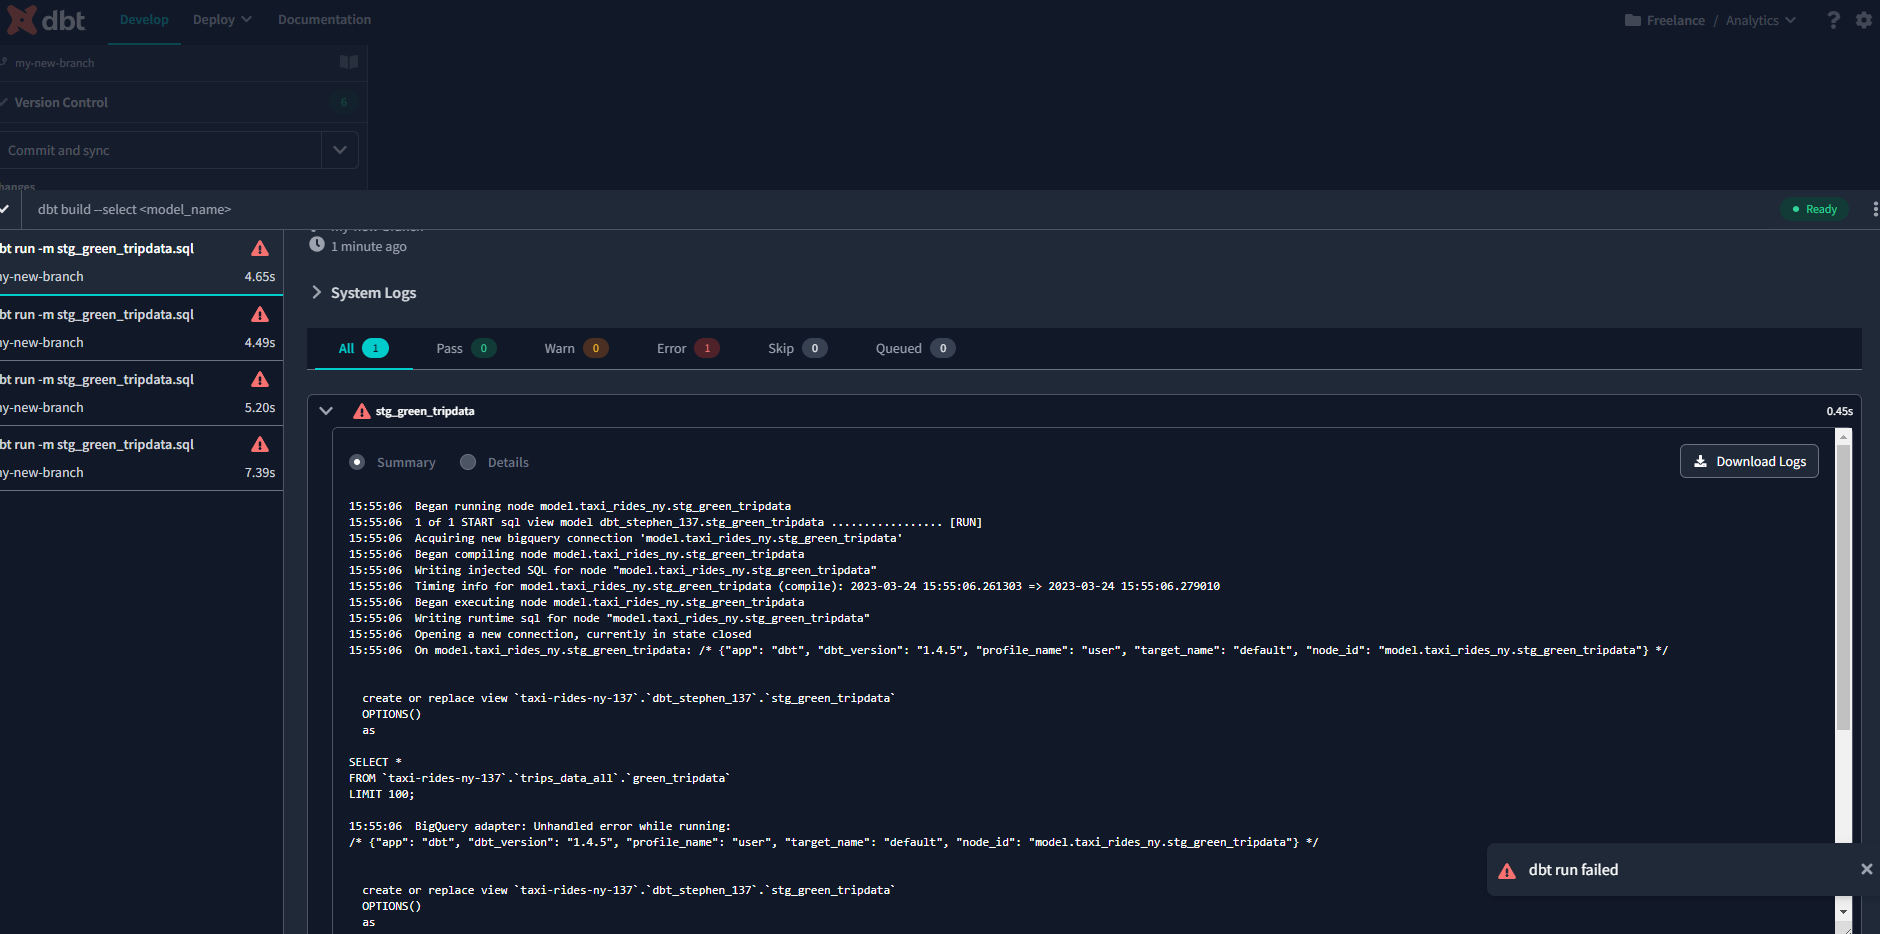 dbt
Develop
Deploy
Documentation
Freelance / Analytics
?
my-new-branch
Version Control
6
Commit and sync
hanges
dbt build --select <model_name>
Ready
bt run -m stg_green_tripdata.sql
y-new-branch
4.65s
bt run -m stg_green_tripdata.sql
y-new-branch
4.49s
bt run -m stg_green_tripdata.sql
y-new-branch
5.20s
bt run -m stg_green_tripdata.sql
y-new-branch
7.39s
my-new-branch
1 minute ago
System Logs
All 1
Pass 0
Warn 0
Error 1
Skip 0
Queued 0
stg_green_tripdata
0.45s
Summary
Details
Download Logs
15:55:06 Began running node model.taxi_rides_ny.stg_green_tripdata
15:55:06 1 of 1 START sql view model dbt_stephen_137.stg_green_tripdata ................. [RUN]
15:55:06 Acquiring new bigquery connection 'model.taxi_rides_ny.stg_green_tripdata'
15:55:06 Began compiling node model.taxi_rides_ny.stg_green_tripdata
15:55:06 Writing injected SQL for node "model.taxi_rides_ny.stg_green_tripdata"
15:55:06 Timing info for model.taxi_rides_ny.stg_green_tripdata (compile): 2023-03-24 15:55:06.261303 => 2023-03-24 15:55:06.279010
15:55:06 Began executing node model.taxi_rides_ny.stg_green_tripdata
15:55:06 Writing runtime sql for node "model.taxi_rides_ny.stg_green_tripdata"
15:55:06 Opening a new connection, currently in state closed
15:55:06 On model.taxi_rides_ny.stg_green_tripdata: /* {"app": "dbt", "dbt_version": "1.4.5", "profile_name": "user", "target_name": "default", "node_id": "model.taxi_rides_ny.stg_green_tripdata"} */
create or replace view `taxi-rides-ny-137`.`dbt_stephen_137`.`stg_green_tripdata`
OPTIONS()
as
SELECT *
FROM `taxi-rides-ny-137`.`trips_data_all`.`green_tripdata`
LIMIT 100;
15:55:06 BigQuery adapter: Unhandled error while running:
/* {"app": "dbt", "dbt_version": "1.4.5", "profile_name": "user", "target_name": "default", "node_id": "model.taxi_rides_ny.stg_green_tripdata"} */
create or replace view `taxi-rides-ny-137`.`dbt_stephen_137`.`stg_green_tripdata`
OPTIONS()
as
dbt run failed